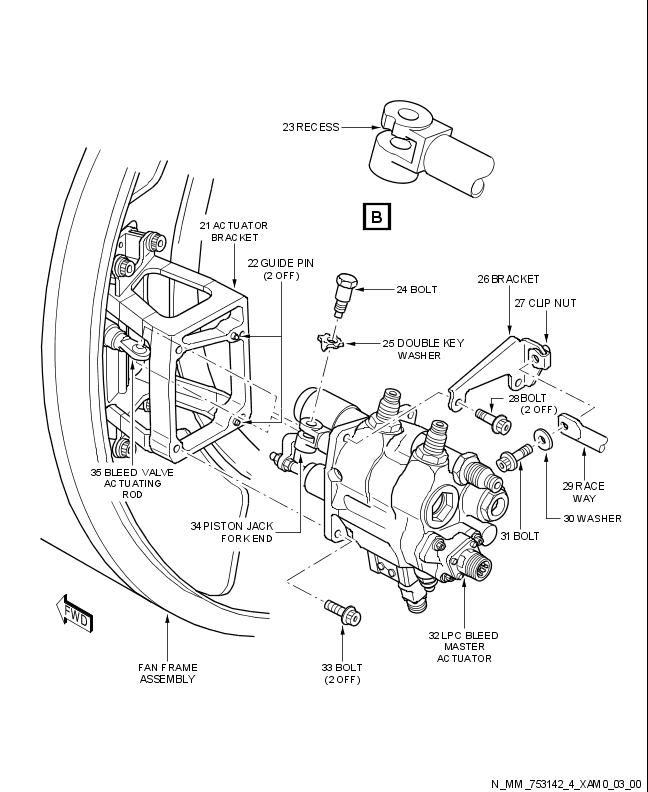 23 RECESS
B
21 ACTUATOR
BRACKET
22 GUIDE PIN
(2 OFF)
24 BOLT
26 BRACKET
27 CLIP NUT
25 DOUBLE KEY
WASHER
28 BOLT
(2 OFF)
35 BLEED VALVE
ACTUATING
ROD
29 RACE
WAY
34 PISTON JACK
FORK END
30 WASHER
31 BOLT
FWD
32 LPC BLEED
MASTER
ACTUATOR
FAN FRAME
ASSEMBLY
33 BOLT
(2 OFF)
N_MM_753142_4_XAM0_03_00